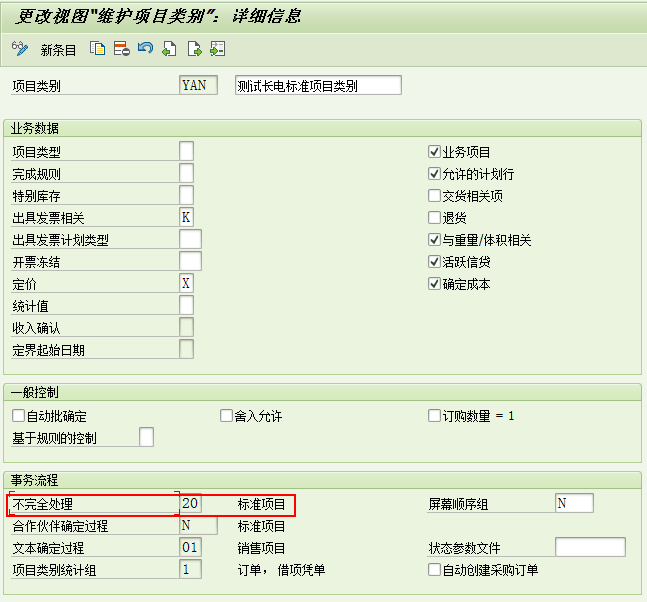 更改视图"维护项目类别": 详细信息
新条目
项目类别 YAN 测试长电标准项目类别
业务数据
项目类型 业务项目
完成规则 允许的计划行
特别库存 交货相关项
出具发票相关 K 退货
出具发票计划类型 与重量/体积相关
开票冻结 活跃信贷
定价 X 确定成本
统计值
收入确认
定界起始日期
一般控制
自动批确定 舍入允许 订购数量 = 1
基于规则的控制
事务流程
不完全处理 20 标准项目 屏幕顺序组 N
合作伙伴确定过程 N 标准项目
文本确定过程 01 销售项目 状态参数文件
项目类别统计组 1 订单, 借项凭单 自动创建采购订单